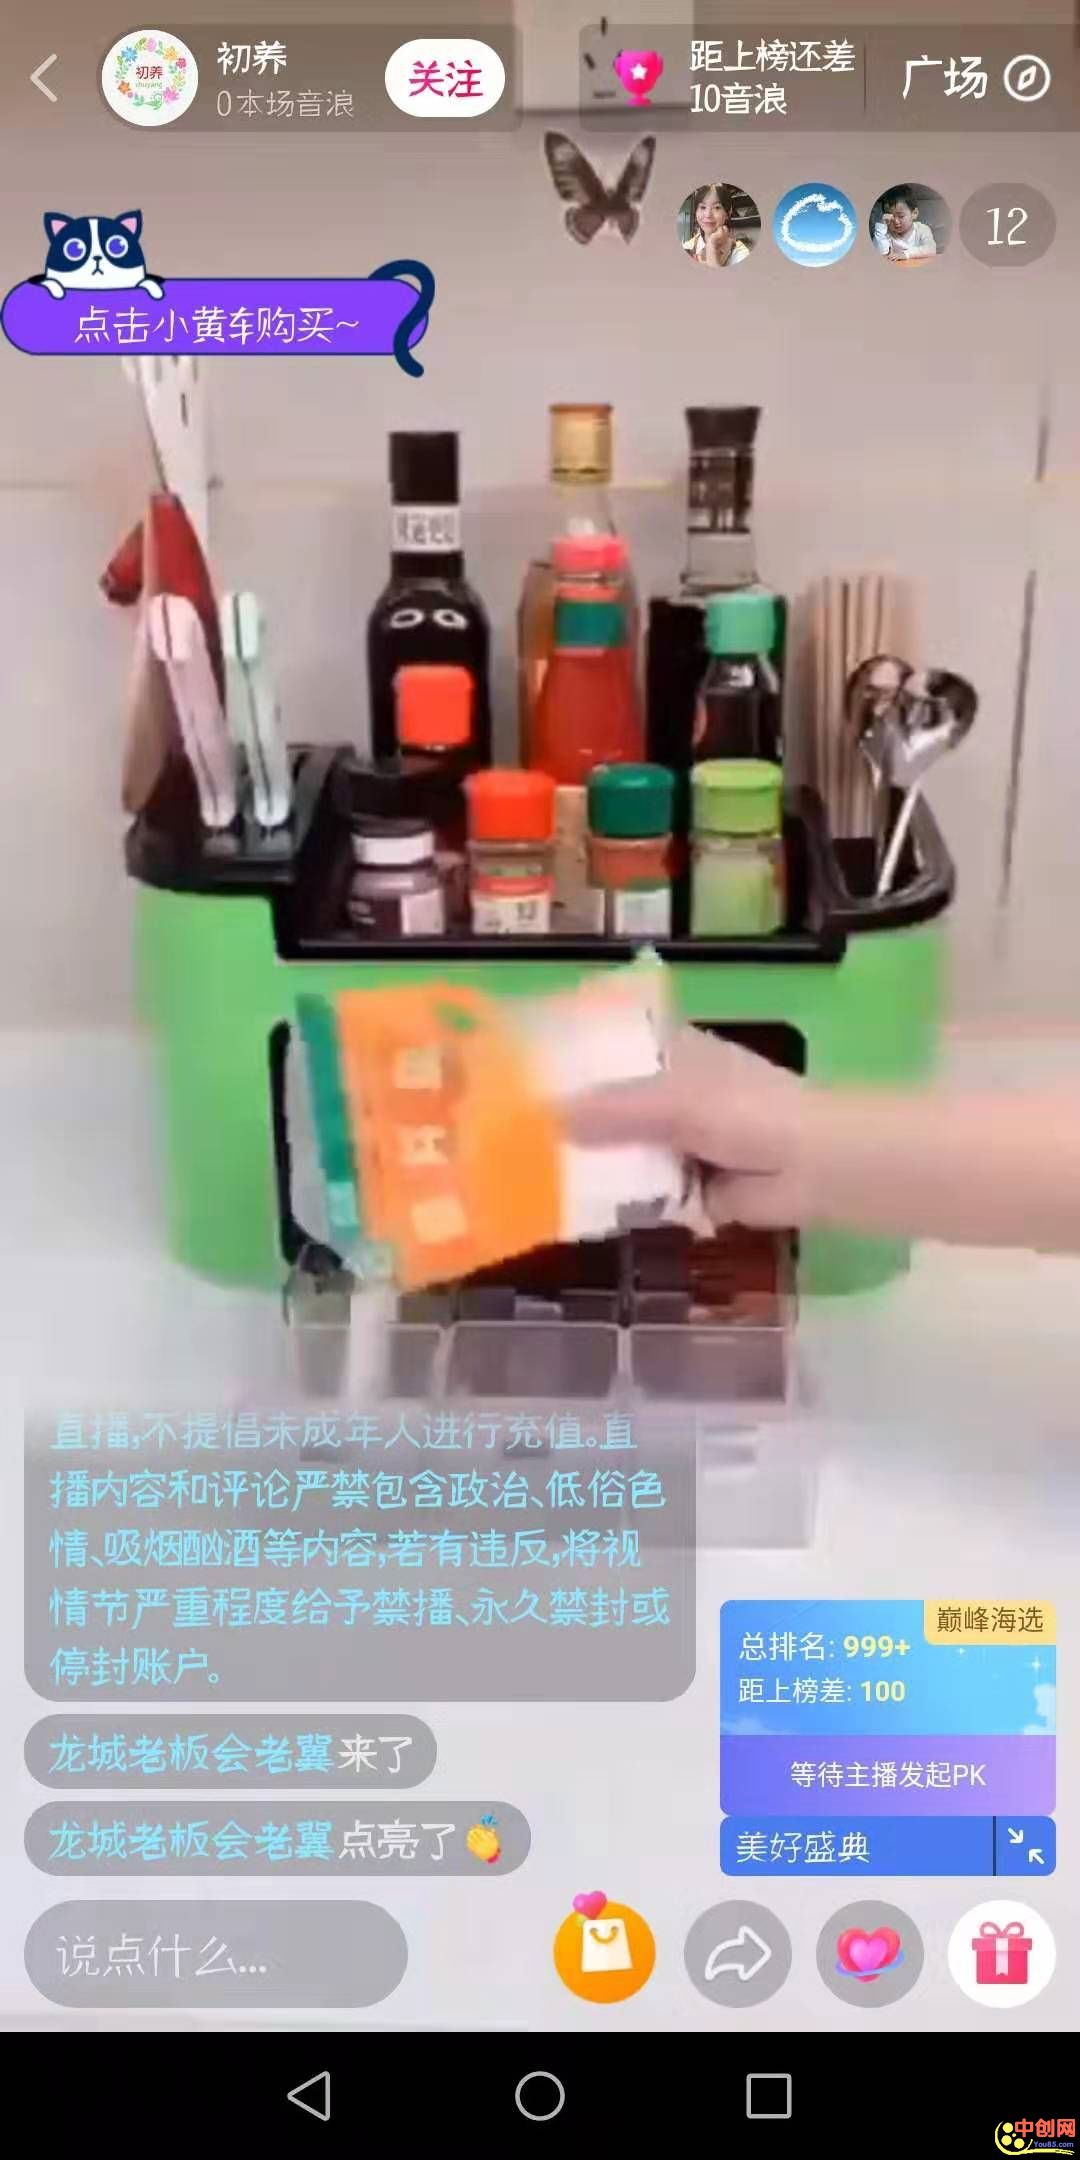 初养
0本场音浪
关注
距上榜还差
10音浪
广场
初养
chuyang
12
点击小黄车购买~
直播,不提倡未成年人进行充值。直
播内容和评论严禁包含政治、低俗色
情、吸烟酗酒等内容,若有违反,将视
情节严重程度给予禁播、永久禁封或
停封账户。
巅峰海选
总排名: 999+
距上榜差: 100
等待主播发起PK
龙城老板会老翼来了
龙城老板会老翼点亮了
美好盛典
说点什么...
中创网
You85.com